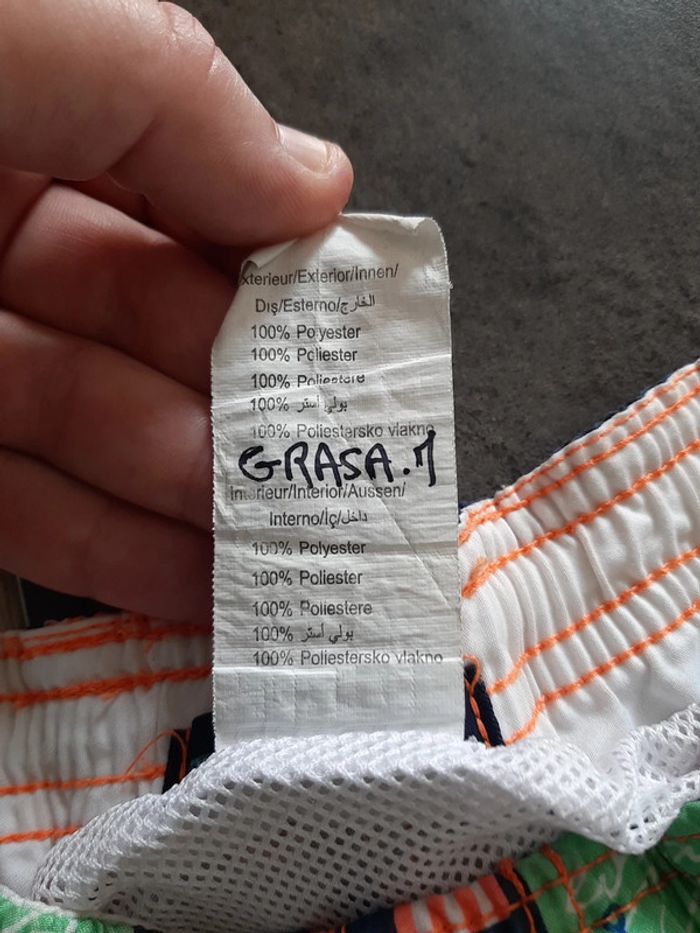 xterieur/Exterior/Innen/
Dış/Esterno/الخارج
100% Polyester
100% Poliester
100% Poliestere
100% بولي أستر
100% Poliestersko vlakno
GRASA.M
Interieur/Interior/Aussen/
Interno/İç/داخل
100% Polyester
100% Poliester
100% Poliestere
100% بولي أستر
100% Poliestersko vlakno